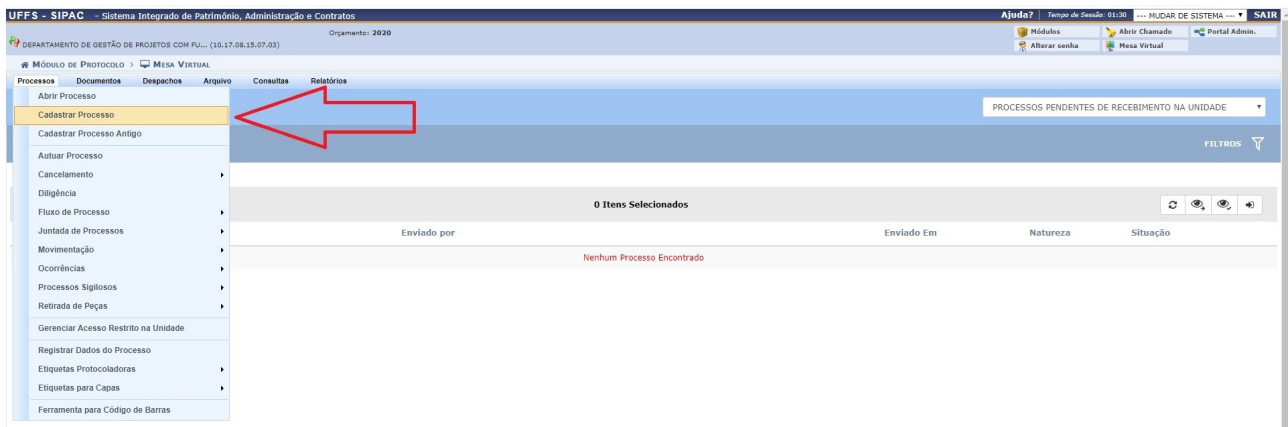 UFFS - SIPAC - Sistema Integrado de Patrimônio, Administração e Contratos
Ajuda? Tempo de Sessão: 01:30 --- MUDAR DE SISTEMA --- SAIR
Orçamento: 2020
DEPARTAMENTO DE GESTÃO DE PROJETOS COM FU... (10.17.08.15.07.03)
Módulos Abrir Chamado Portal Admin.
Alterar senha Mesa Virtual
MÓDULO DE PROTOCOLO > MESA VIRTUAL
Processos Documentos Despachos Arquivo Consultas Relatórios
Abrir Processo
Cadastrar Processo
PROCESSOS PENDENTES DE RECEBIMENTO NA UNIDADE
Cadastrar Processo Antigo
FILTROS
Autuar Processo
Cancelamento
Diligência
0 Itens Selecionados
Fluxo de Processo
Juntada de Processos
Enviado por Enviado Em Natureza Situação
Movimentação
Nenhum Processo Encontrado
Ocorrências
Processos Sigilosos
Retirada de Peças
Gerenciar Acesso Restrito na Unidade
Registrar Dados do Processo
Etiquetas Protocoladoras
Etiquetas para Capas
Ferramenta para Código de Barras